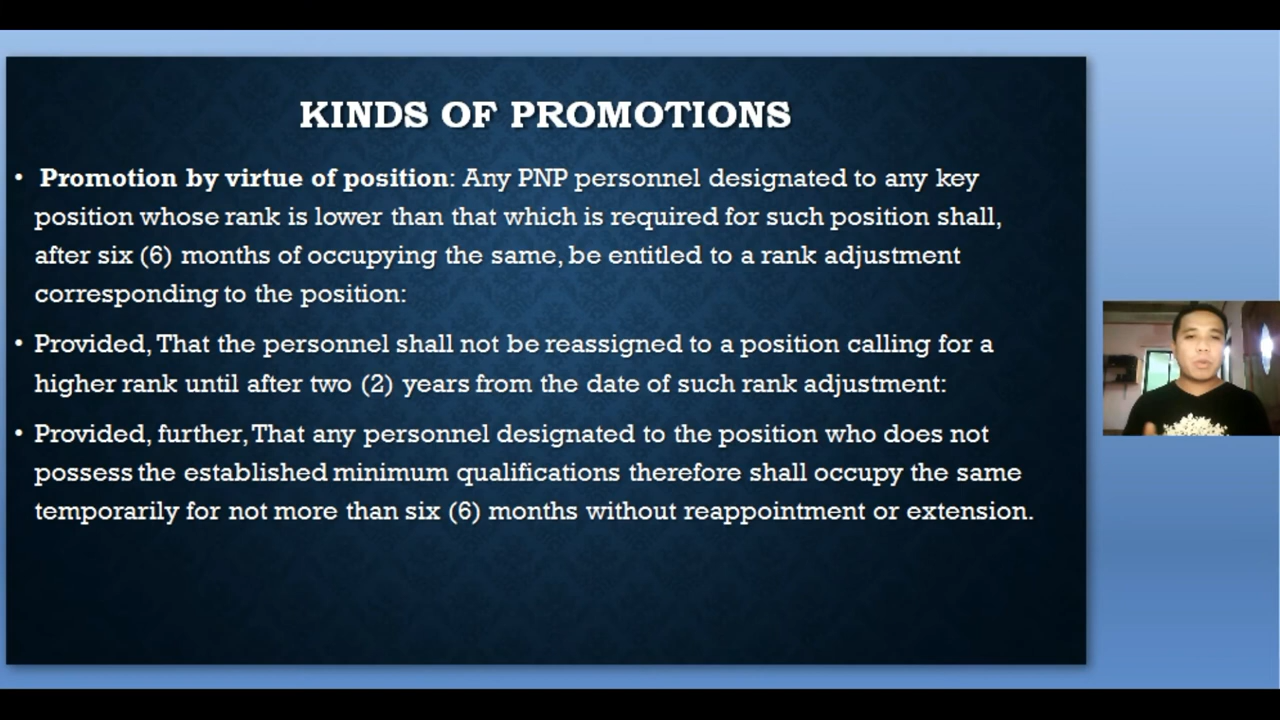 KINDS OF PROMOTIONS
• Promotion by virtue of position: Any PNP personnel designated to any key
position whose rank is lower than that which is required for such position shall,
after six (6) months of occupying the same, be entitled to a rank adjustment
corresponding to the position:
• Provided, That the personnel shall not be reassigned to a position calling for a
higher rank until after two (2) years from the date of such rank adjustment:
• Provided, further, That any personnel designated to the position who does not
possess the established minimum qualifications therefore shall occupy the same
temporarily for not more than six (6) months without reappointment or extension.